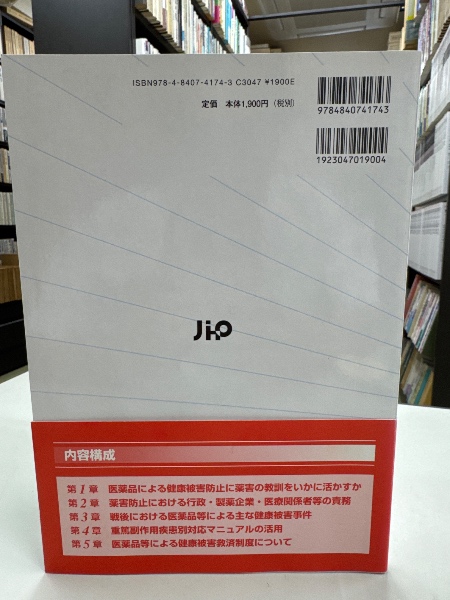 ISBN978-4-8407-4174-3 C3047 ¥1900E
定価 本体1,900円(税別)
9784840741743
1923047019004
Jiho
内容構成
第1章 医薬品による健康被害防止に薬害の教訓をいかに活かすか
第2章 薬害防止における行政・製薬企業・医療関係者等の責務
第3章 戦後における医薬品等による主な健康被害事件
第4章 重篤副作用疾患別対応マニュアルの活用
第5章 医薬品等による健康被害救済制度について